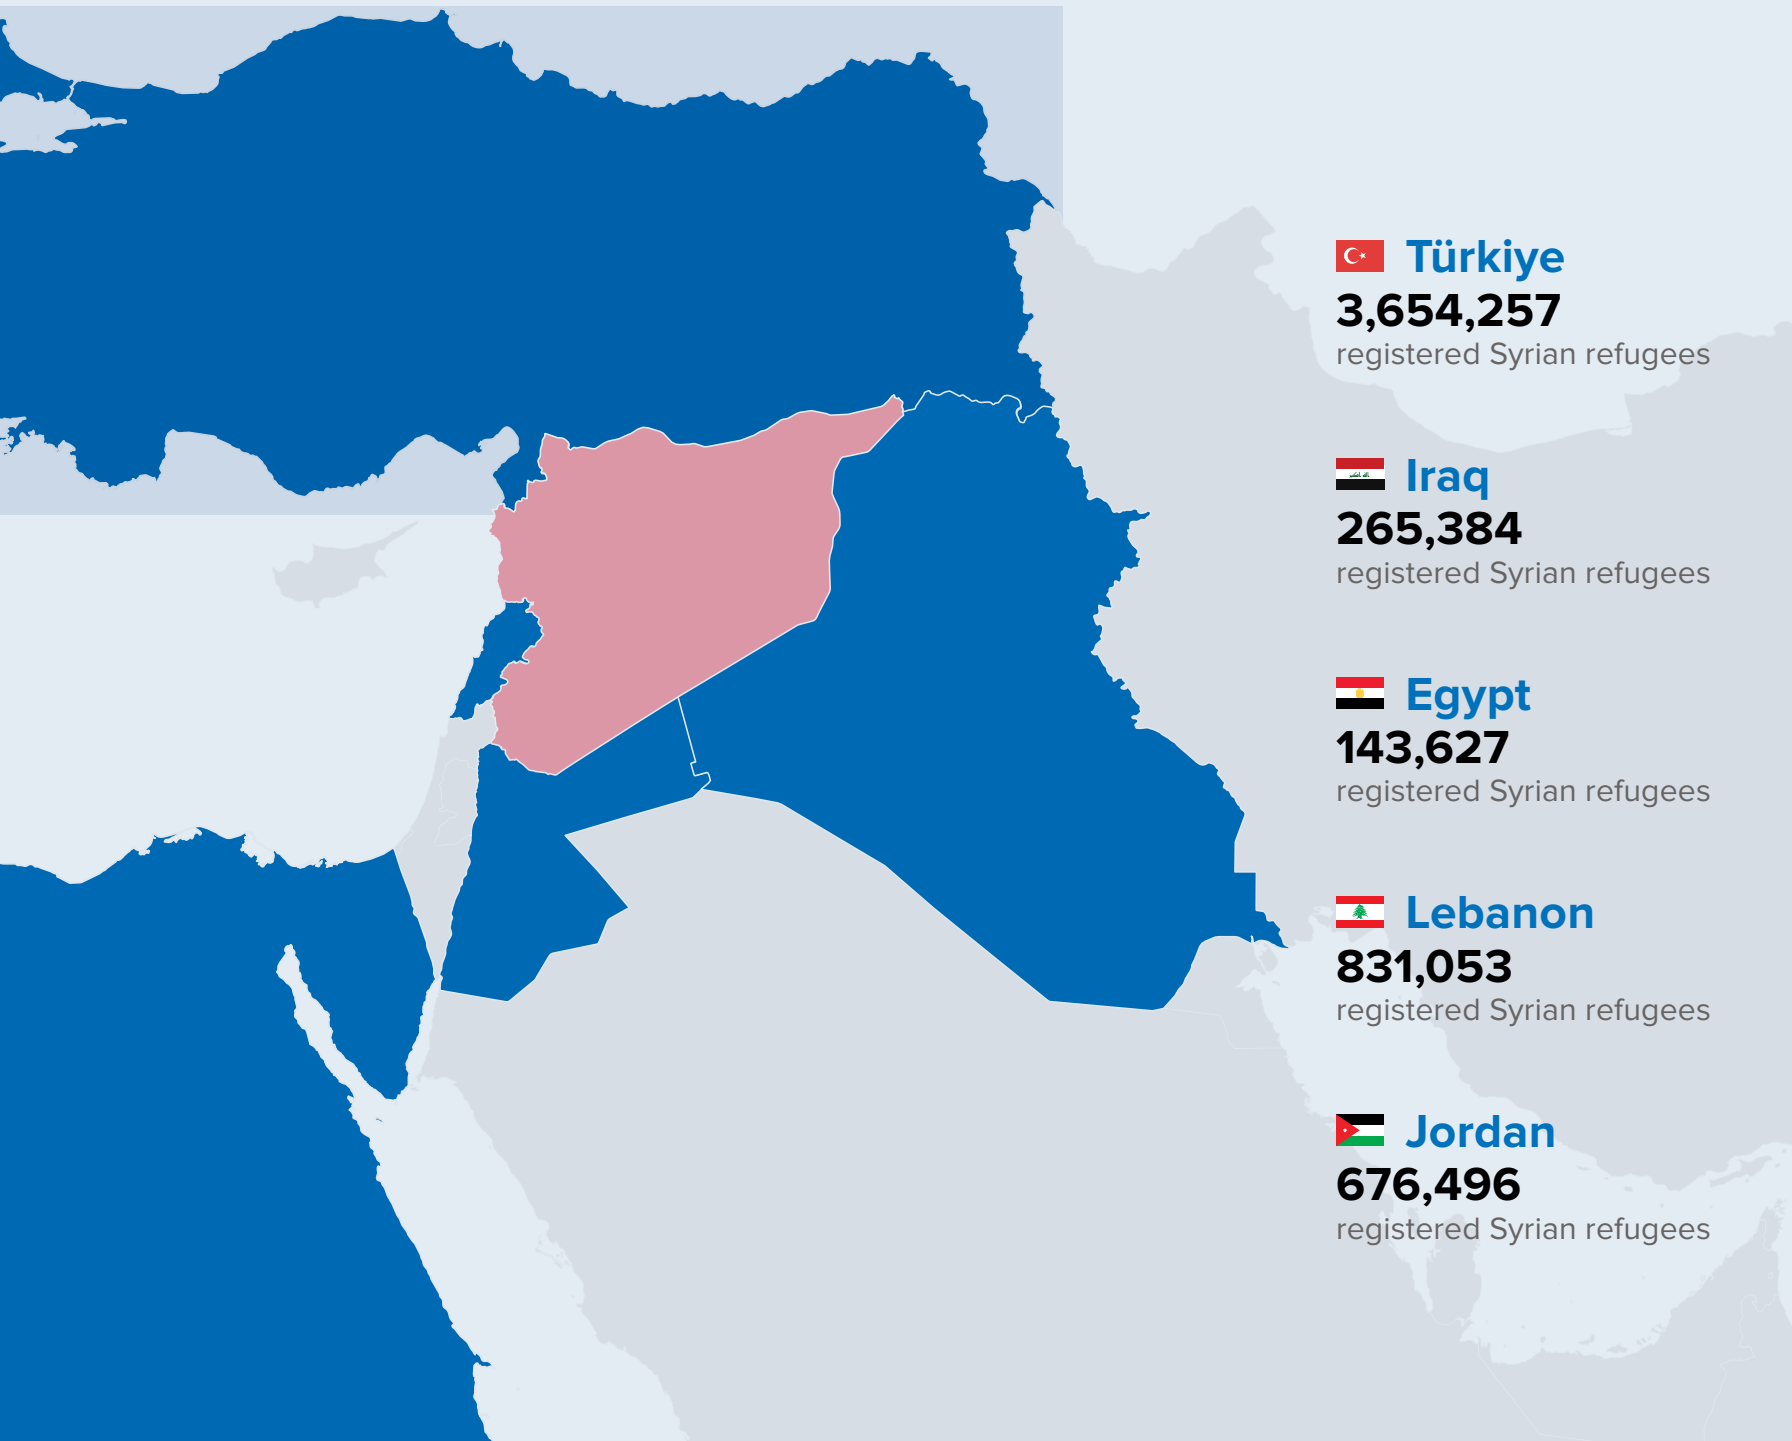 Türkiye
3,654,257
registered Syrian refugees
Iraq
265,384
registered Syrian refugees
Egypt
143,627
registered Syrian refugees
Lebanon
831,053
registered Syrian refugees
Jordan
676,496
registered Syrian refugees